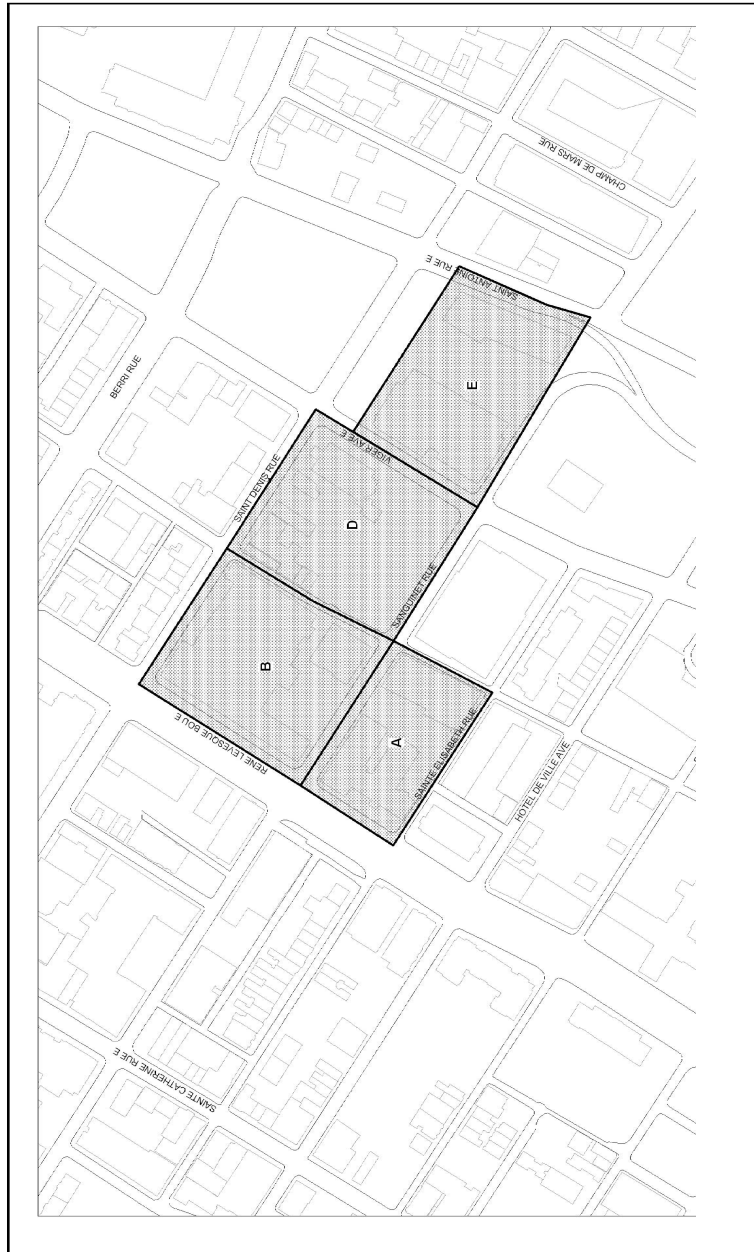 CHAMP DE MARS RUE
SAINT ANTOINE RUE E
BERRI RUE
E
VIGER AVE E
SAINT DENIS RUE
D
SANGUINET RUE
B
RENE LEVESQUE BOU E
A
SAINTE ELISABETH RUE
HOTEL DE VILLE AVE
SAINTE CATHERINE RUE E